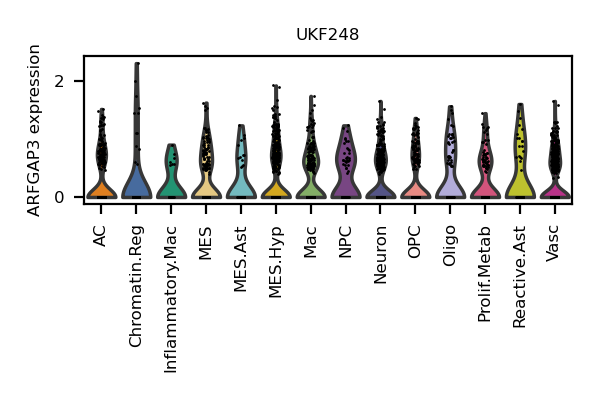 UKF248
ARFGAP3 expression
2
0
AC
Chromatin.Reg
Inflammatory.Mac
MES
MES.Ast
MES.Hyp
Mac
NPC
Neuron
OPC
Oligo
Prolif.Metab
Reactive.Ast
Vasc